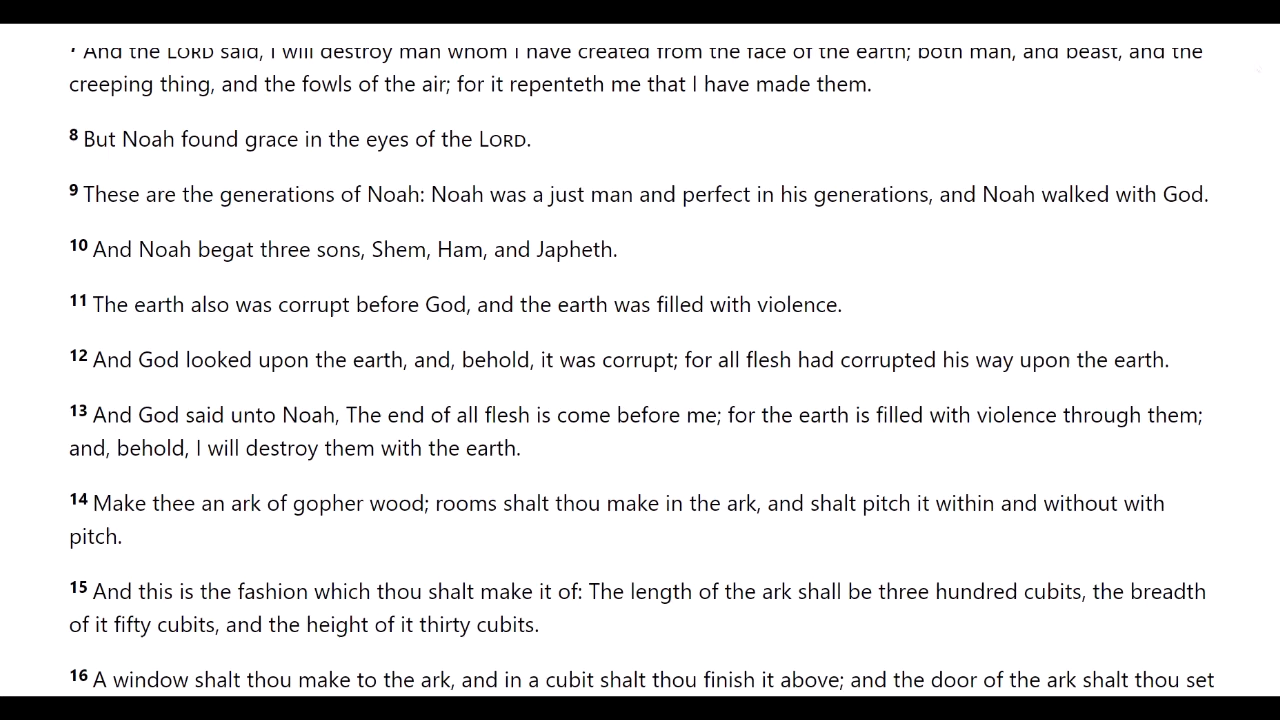 7 And the LORD said, I will destroy man whom I have created from the face of the earth; both man, and beast, and the
creeping thing, and the fowls of the air; for it repenteth me that I have made them.
8 But Noah found grace in the eyes of the LORD.
9 These are the generations of Noah: Noah was a just man and perfect in his generations, and Noah walked with God.
10 And Noah begat three sons, Shem, Ham, and Japheth.
11 The earth also was corrupt before God, and the earth was filled with violence.
12 And God looked upon the earth, and, behold, it was corrupt; for all flesh had corrupted his way upon the earth.
13 And God said unto Noah, The end of all flesh is come before me; for the earth is filled with violence through them;
and, behold, I will destroy them with the earth.
14 Make thee an ark of gopher wood; rooms shalt thou make in the ark, and shalt pitch it within and without with
pitch.
15 And this is the fashion which thou shalt make it of: The length of the ark shall be three hundred cubits, the breadth
of it fifty cubits, and the height of it thirty cubits.
16 A window shalt thou make to the ark, and in a cubit shalt thou finish it above; and the door of the ark shalt thou set